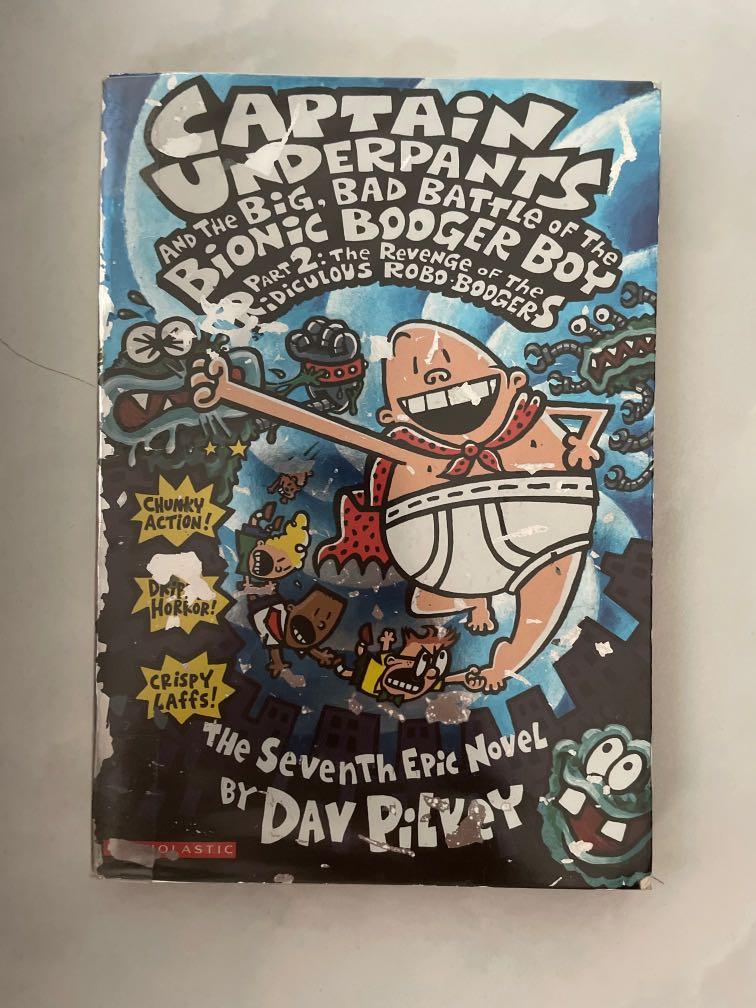 CAPTAIN
UNDERPANTS
AND THE BIG, BAD BATTLE OF THE
BIONIC BOOGER BOY
PART 2: THE REVENGE OF THE
RIDICULOUS ROBO-BOOGERS
CHUNKY
ACTION!
HORROR!
CRISPY
LAFFS!
THE SEVENTH EPIC NOVEL
BY DAV PILKEY
SCHOLASTIC